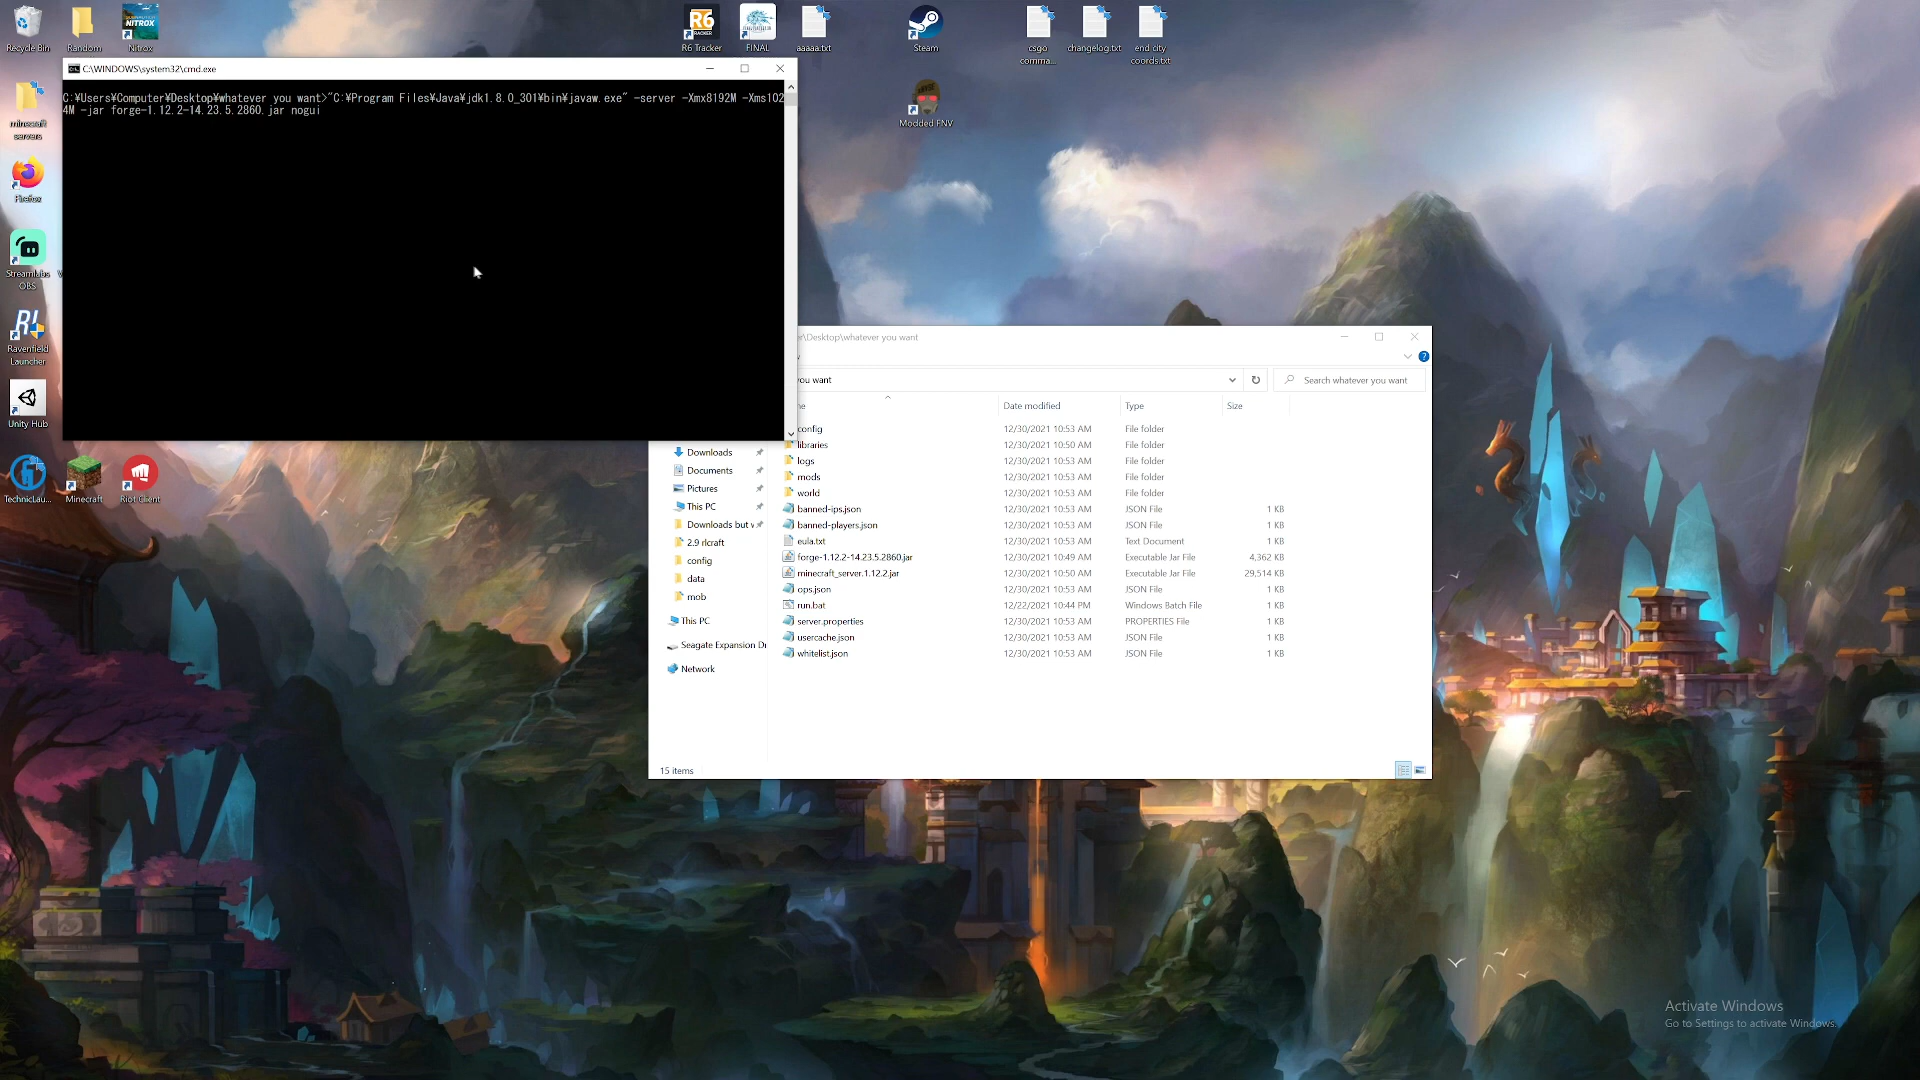 Recycle Bin
Random
Nitrox
R6 Tracker
FINAL
aaaaa.txt
Steam
csgo
comma...
changelog.txt
end city
coords.txt
C:\WINDOWS\system32\cmd.exe
C:¥Users¥Computer¥Desktop¥whatever you want>"C:¥Program Files¥Java¥jdk1.8.0_301¥bin¥javaw.exe" -server -Xmx8192M -Xms102
4M -jar forge-1.12.2-14.23.5.2860.jar nogui
minecraft
servers
Modded FNV
Firefox
Streamlabs
OBS
Ravenfield
Launcher
Unity Hub
TechnicLau...
Minecraft
Riot Client
r\Desktop\whatever you want
you want
Search whatever you want
Date modified
Type
Size
config 12/30/2021 10:53 AM File folder
libraries 12/30/2021 10:50 AM File folder
logs 12/30/2021 10:53 AM File folder
mods 12/30/2021 10:53 AM File folder
world 12/30/2021 10:53 AM File folder
banned-ips.json 12/30/2021 10:53 AM JSON File 1 KB
banned-players.json 12/30/2021 10:53 AM JSON File 1 KB
eula.txt 12/30/2021 10:53 AM Text Document 1 KB
forge-1.12.2-14.23.5.2860.jar 12/30/2021 10:49 AM Executable Jar File 4,362 KB
minecraft_server.1.12.2.jar 12/30/2021 10:50 AM Executable Jar File 29,514 KB
ops.json 12/30/2021 10:53 AM JSON File 1 KB
run.bat 12/22/2021 10:44 PM Windows Batch File 1 KB
server.properties 12/30/2021 10:53 AM PROPERTIES File 1 KB
usercache.json 12/30/2021 10:53 AM JSON File 1 KB
whitelist.json 12/30/2021 10:53 AM JSON File 1 KB
Downloads
Documents
Pictures
This PC
Downloads but
2.9 rlcraft
config
data
mob
This PC
Seagate Expansion Dr
Network
15 items
Activate Windows
Go to Settings to activate Windows.